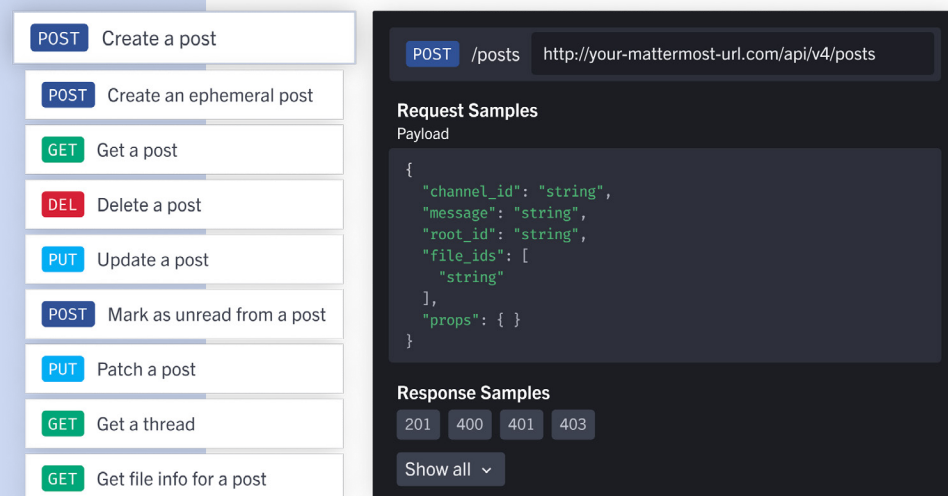 POST Create a post
POST Create an ephemeral post
GET Get a post
DEL Delete a post
PUT Update a post
POST Mark as unread from a post
PUT Patch a post
GET Get a thread
GET Get file info for a post
POST /posts http://your-mattermost-url.com/api/v4/posts
Request Samples
Payload
{
"channel_id": "string",
"message": "string",
"root_id": "string",
"file_ids": [
"string"
],
"props": { }
}
Response Samples
201 400 401 403
Show all